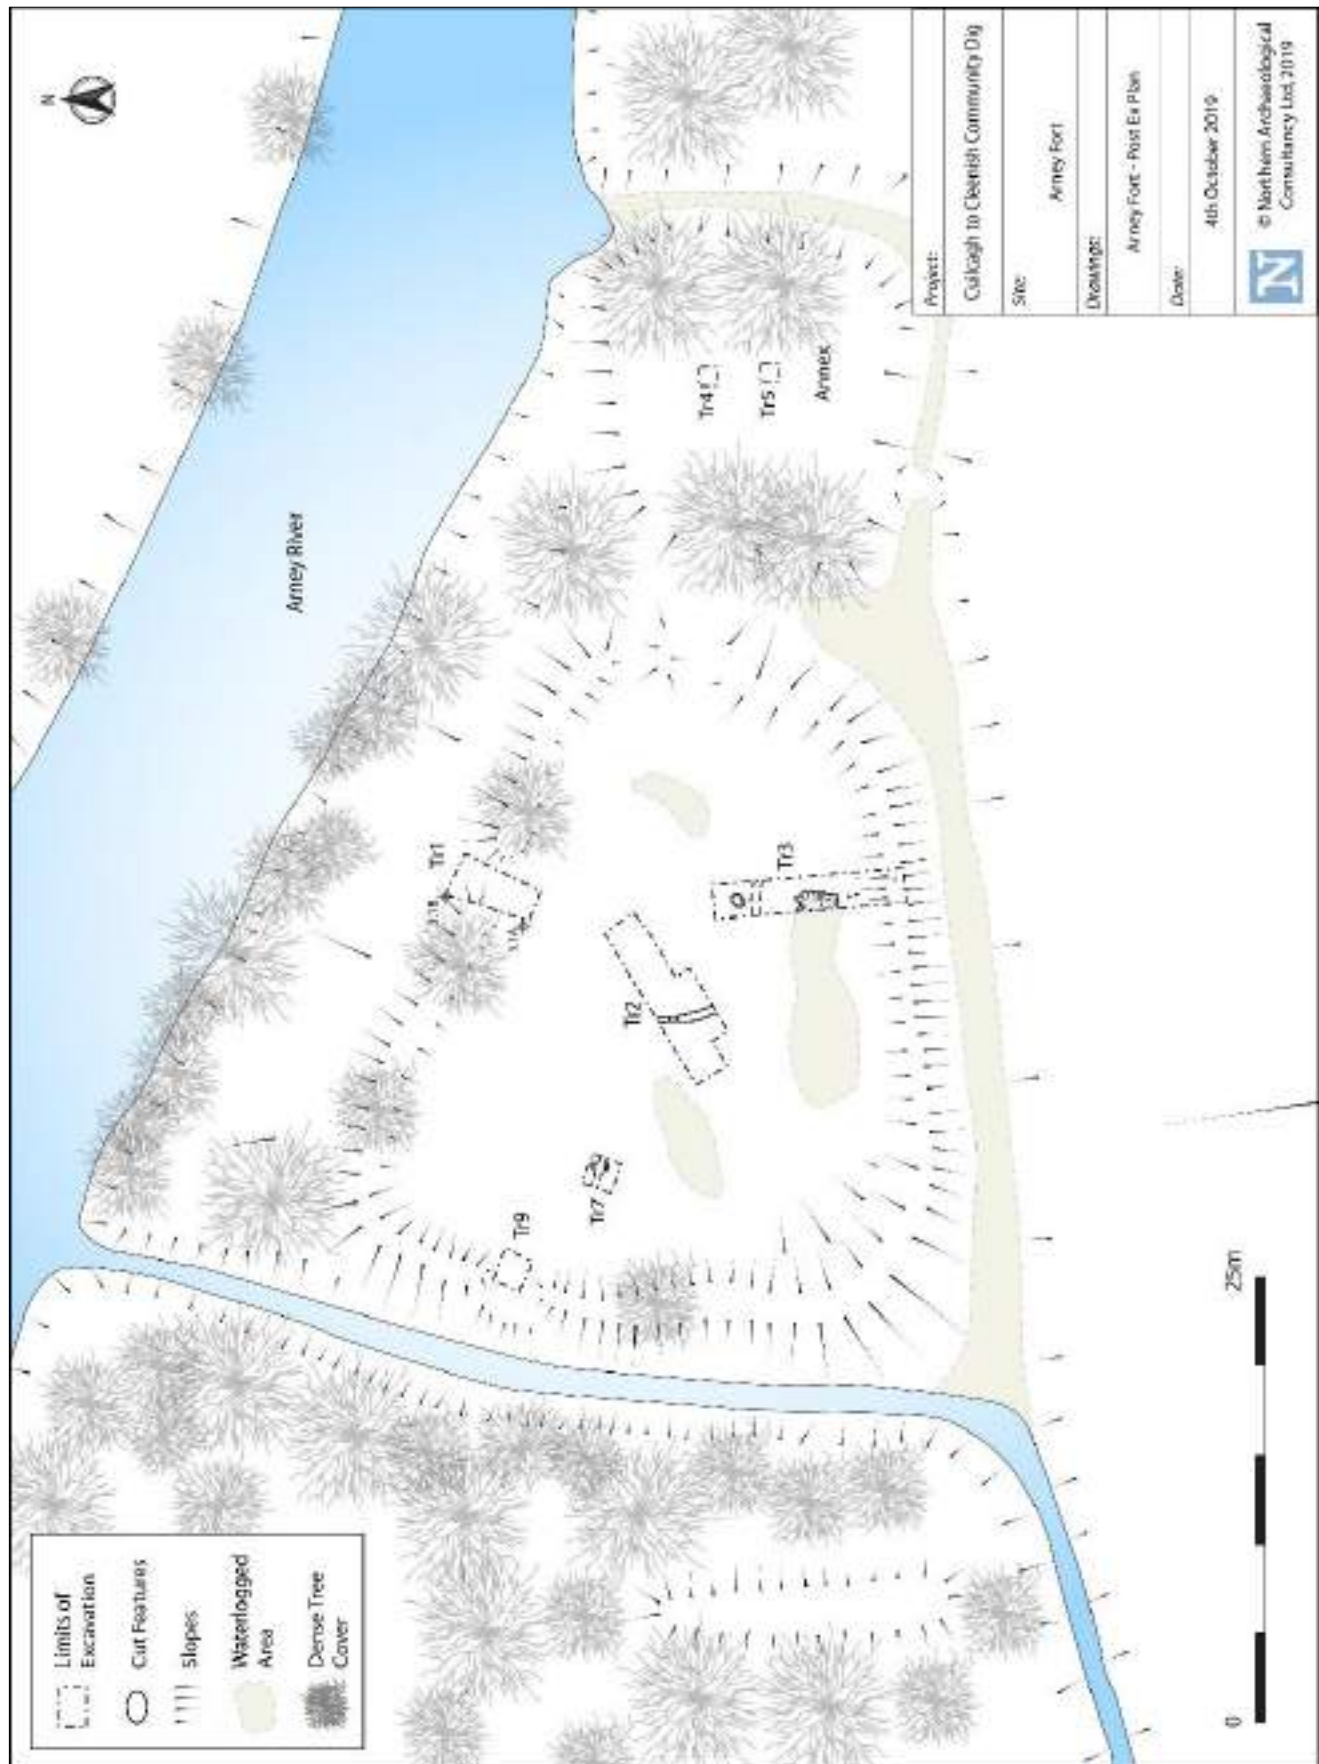 N
Limits of
Excavation
Cut Features
Slopes
Waterlogged
Area
Dense Tree
Cover
Arney River
Tr1
Tr2
Tr3
Tr4
Tr5
Tr7
Tr9
Annex
0
25m
Project:
Cuilcagh to Cleenish Community Dig
Site:
Arney Fort
Drawings:
Arney Fort - Post Ex Plan
Date:
4th October 2019
N
© Northern Archaeological
Consultancy Ltd, 2019